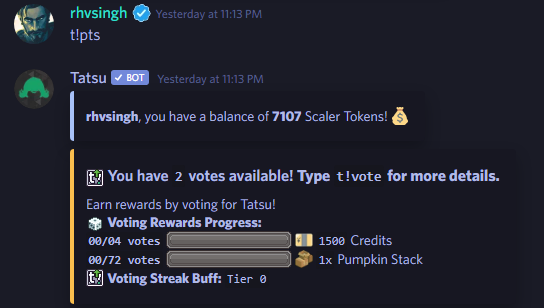 rhvsingh Yesterday at 11:13 PM
t!pts
Tatsu ✓ BOT Yesterday at 11:13 PM
rhvsingh, you have a balance of 7107 Scaler Tokens! 💰
You have 2 votes available! Type t!vote for more details.
Earn rewards by voting for Tatsu!
Voting Rewards Progress:
00/04 votes 1500 Credits
00/72 votes 1x Pumpkin Stack
Voting Streak Buff: Tier 0